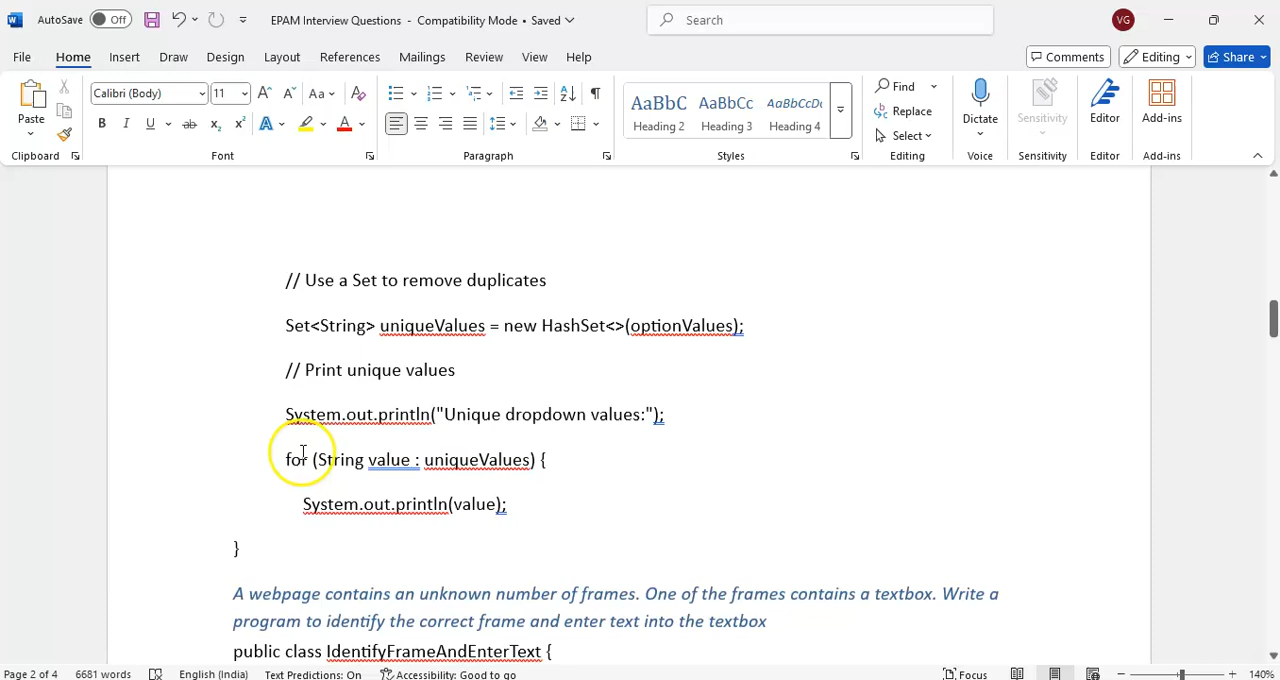 AutoSave Off EPAM Interview Questions - Compatibility Mode • Saved Search VG
File Home Insert Draw Design Layout References Mailings Review View Help Comments Editing Share
Paste Calibri (Body) 11 Aa AaBbC AaBbCc AaBbCcDc Find Replace Select Dictate Sensitivity Editor Add-ins
B I U ab x₂ x² A A Heading 2 Heading 3 Heading 4
Clipboard Font Paragraph Styles Editing Voice Sensitivity Editor Add-ins
// Use a Set to remove duplicates
Set<String> uniqueValues = new HashSet<>(optionValues);
// Print unique values
System.out.println("Unique dropdown values:");
for (String value : uniqueValues) {
System.out.println(value);
}
A webpage contains an unknown number of frames. One of the frames contains a textbox. Write a
program to identify the correct frame and enter text into the textbox
public class IdentifyFrameAndEnterText {
Page 2 of 4 6681 words English (India) Text Predictions: On Accessibility: Good to go Focus 140%